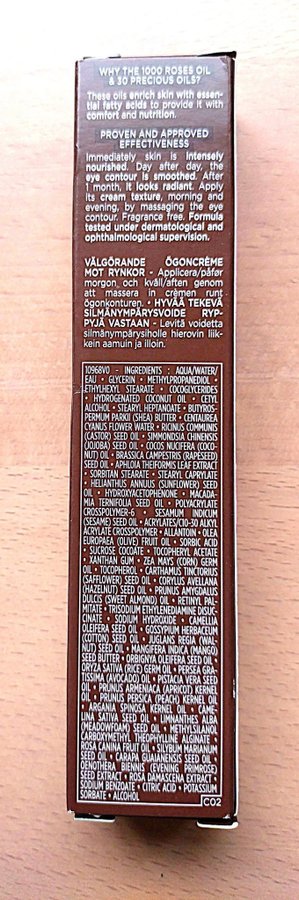 WHY THE 1000 ROSES OIL
& 30 PRECIOUS OILS?
These oils enrich skin with essen-
tial fatty acids to provide it with
comfort and nutrition.
PROVEN AND APPROVED
EFFECTIVENESS
Immediately skin is intensely
nourished. Day after day, the
eye contour is smoothed. After
1 month, it looks radiant. Apply
its cream texture, morning and
evening, by massaging the eye
contour. Fragrance free. Formula
tested under dermatological and
ophthalmological supervision.
VÄLGÖRANDE ÖGONCRÈME
MOT RYNKOR - Applicera/påfør
morgon och kväll/aften genom
att massera in crèmen runt
ögonkonturen. • HYVÄÄ TEKEVÄ
SILMÄNYMPÄRYSVOIDE RYP-
PYJÄ VASTAAN - Levitä voidetta
silmänympärysiholle hierovin liik-
kein aamuin ja illoin.
10968V0 - INGREDIENTS : AQUA/WATER/
EAU • GLYCERIN • METHYLPROPANEDIOL •
ETHYLHEXYL STEARATE • COCOGLYCERIDES
• HYDROGENATED COCONUT OIL • CETYL
ALCOHOL • STEARYL HEPTANOATE • BUTYROS-
PERMUM PARKII (SHEA) BUTTER • CENTAUREA
CYANUS FLOWER WATER • RICINUS COMMUNIS
(CASTOR) SEED OIL • SIMMONDSIA CHINENSIS
(JOJOBA) SEED OIL • COCOS NUCIFERA (COCO-
NUT) OIL • BRASSICA CAMPESTRIS (RAPESEED)
SEED OIL • APHLOIA THEIFORMIS LEAF EXTRACT
• SORBITAN STEARATE • STEARYL CAPRYLATE
• HELIANTHUS ANNUUS (SUNFLOWER) SEED
OIL • HYDROXYACETOPHENONE • MACADA-
MIA TERNIFOLIA SEED OIL • POLYACRYLATE
CROSSPOLYMER-6 • SESAMUM INDICUM
(SESAME) SEED OIL • ACRYLATES/C10-30 ALKYL
ACRYLATE CROSSPOLYMER • ALLANTOIN • OLEA
EUROPAEA (OLIVE) FRUIT OIL • SORBIC ACID
• SUCROSE COCOATE • TOCOPHERYL ACETATE
• XANTHAN GUM • ZEA MAYS (CORN) GERM
OIL • TOCOPHEROL • CARTHAMUS TINCTORIUS
(SAFFLOWER) SEED OIL • CORYLUS AVELLANA
(HAZELNUT) SEED OIL • PRUNUS AMYGDALUS
DULCIS (SWEET ALMOND) OIL • RETINYL PAL-
MITATE • TRISODIUM ETHYLENEDIAMINE DISUC-
CINATE • SODIUM HYDROXIDE • CAMELLIA
OLEIFERA SEED OIL • GOSSYPIUM HERBACEUM
(COTTON) SEED OIL • JUGLANS REGIA (WAL-
NUT) SEED OIL • MANGIFERA INDICA (MANGO)
SEED BUTTER • ORBIGNYA OLEIFERA SEED OIL •
ORYZA SATIVA (RICE) GERM OIL • PERSEA GRA-
TISSIMA (AVOCADO) OIL • PISTACIA VERA SEED
OIL • PRUNUS ARMENIACA (APRICOT) KERNEL
OIL • PRUNUS PERSICA (PEACH) KERNEL OIL
• ARGANIA SPINOSA KERNEL OIL • CAME-
LINA SATIVA SEED OIL • LIMNANTHES ALBA
(MEADOWFOAM) SEED OIL • METHYLSILANOL
CARBOXYMETHYL THEOPHYLLINE ALGINATE •
ROSA CANINA FRUIT OIL • SILYBUM MARIANUM
SEED OIL • CARAPA GUAIANENSIS SEED OIL •
OENOTHERA BIENNIS (EVENING PRIMROSE)
SEED EXTRACT • ROSA DAMASCENA EXTRACT •
SODIUM BENZOATE • CITRIC ACID • POTASSIUM
SORBATE • ALCOHOL
C02